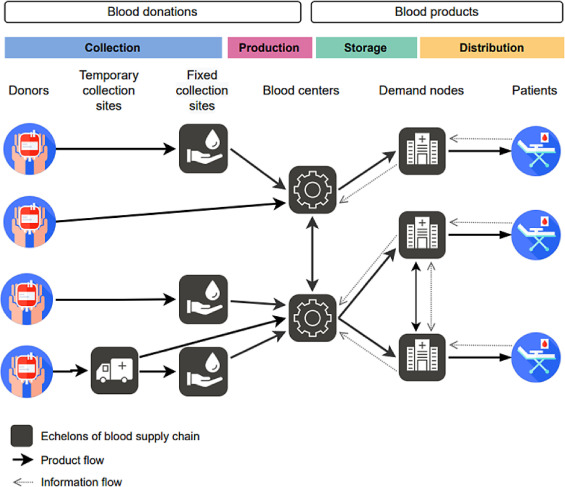 Blood donations
Blood products
Collection
Production
Storage
Distribution
Donors
Temporary
collection
sites
Fixed
collection
sites
Blood centers
Demand nodes
Patients
Echelons of blood supply chain
Product flow
Information flow